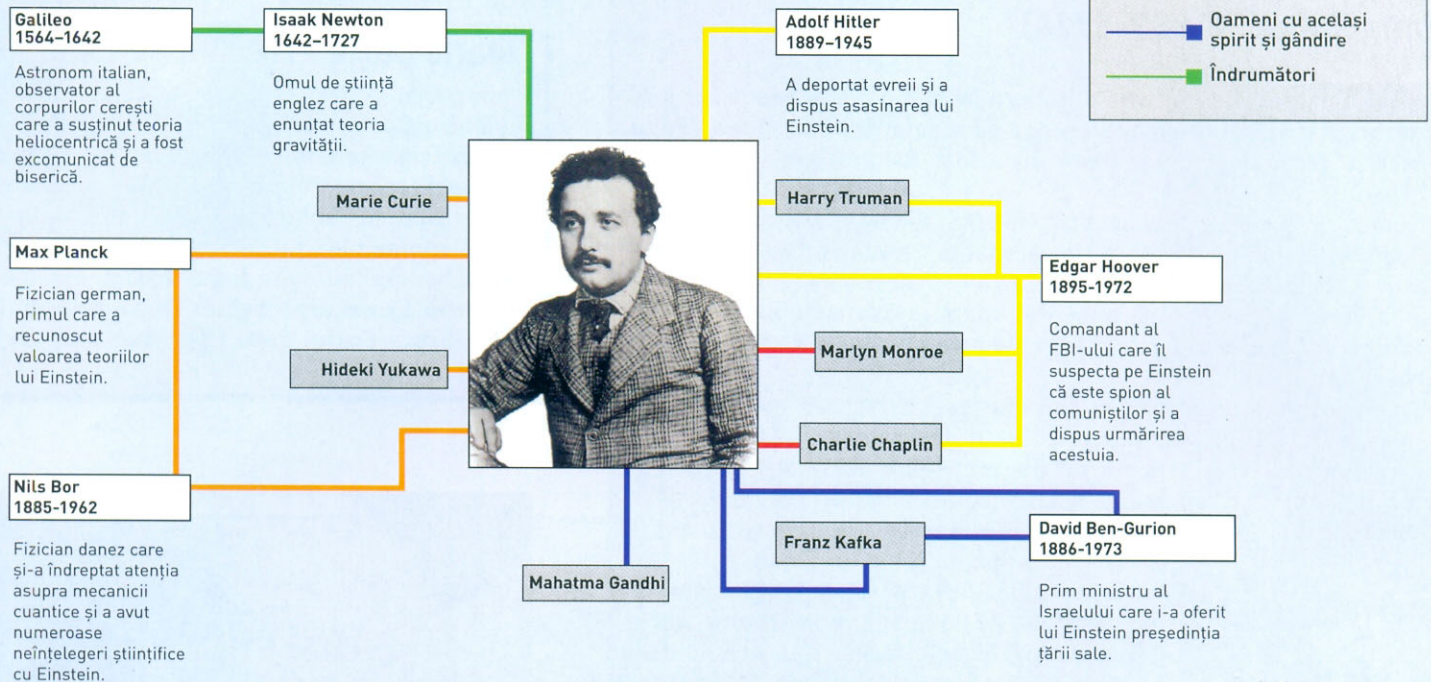 Galileo
1564–1642
Astronom italian,
observator al
corpurilor cerești
care a susținut teoria
heliocentrică și a fost
excomunicat de
biserică.
Isaak Newton
1642–1727
Omul de știință
englez care a
enunțat teoria
gravității.
Adolf Hitler
1889–1945
A deportat evreii și a
dispus asasinarea lui
Einstein.
Oameni cu același
spirit și gândire
Îndrumători
Marie Curie
Harry Truman
Max Planck
Fizician german,
primul care a
recunoscut
valoarea teoriilor
lui Einstein.
Edgar Hoover
1895-1972
Comandant al
FBI-ului care îl
suspecta pe Einstein
că este spion al
comuniștilor și a
dispus urmărirea
acestuia.
Hideki Yukawa
Marlyn Monroe
Charlie Chaplin
Nils Bor
1885-1962
Fizician danez care
și-a îndreptat atenția
asupra mecanicii
cuantice și a avut
numeroase
neînțelegeri științifice
cu Einstein.
Mahatma Gandhi
Franz Kafka
David Ben-Gurion
1886-1973
Prim ministru al
Israelului care i-a oferit
lui Einstein președinția
țării sale.